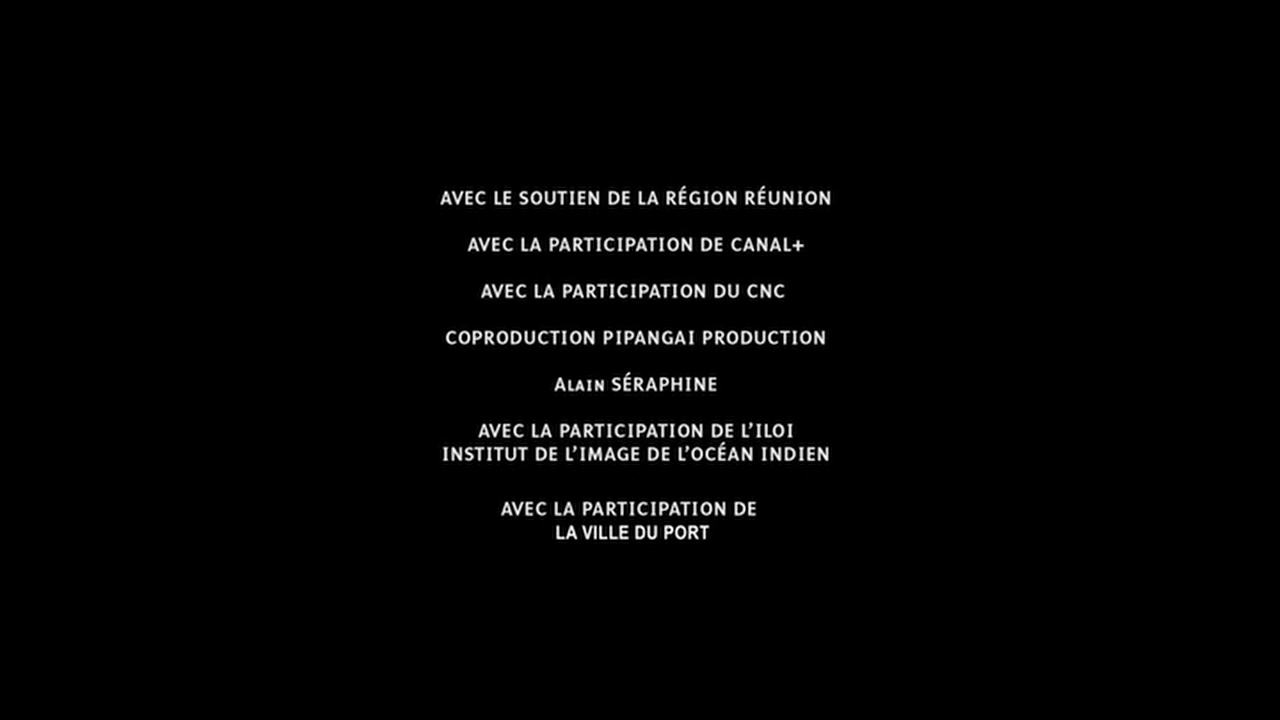 AVEC LE SOUTIEN DE LA RÉGION RÉUNION
AVEC LA PARTICIPATION DE CANAL+
AVEC LA PARTICIPATION DU CNC
COPRODUCTION PIPANGAI PRODUCTION
Alain SÉRAPHINE
AVEC LA PARTICIPATION DE L’ILOI
INSTITUT DE L’IMAGE DE L’OCÉAN INDIEN
AVEC LA PARTICIPATION DE
LA VILLE DU PORT